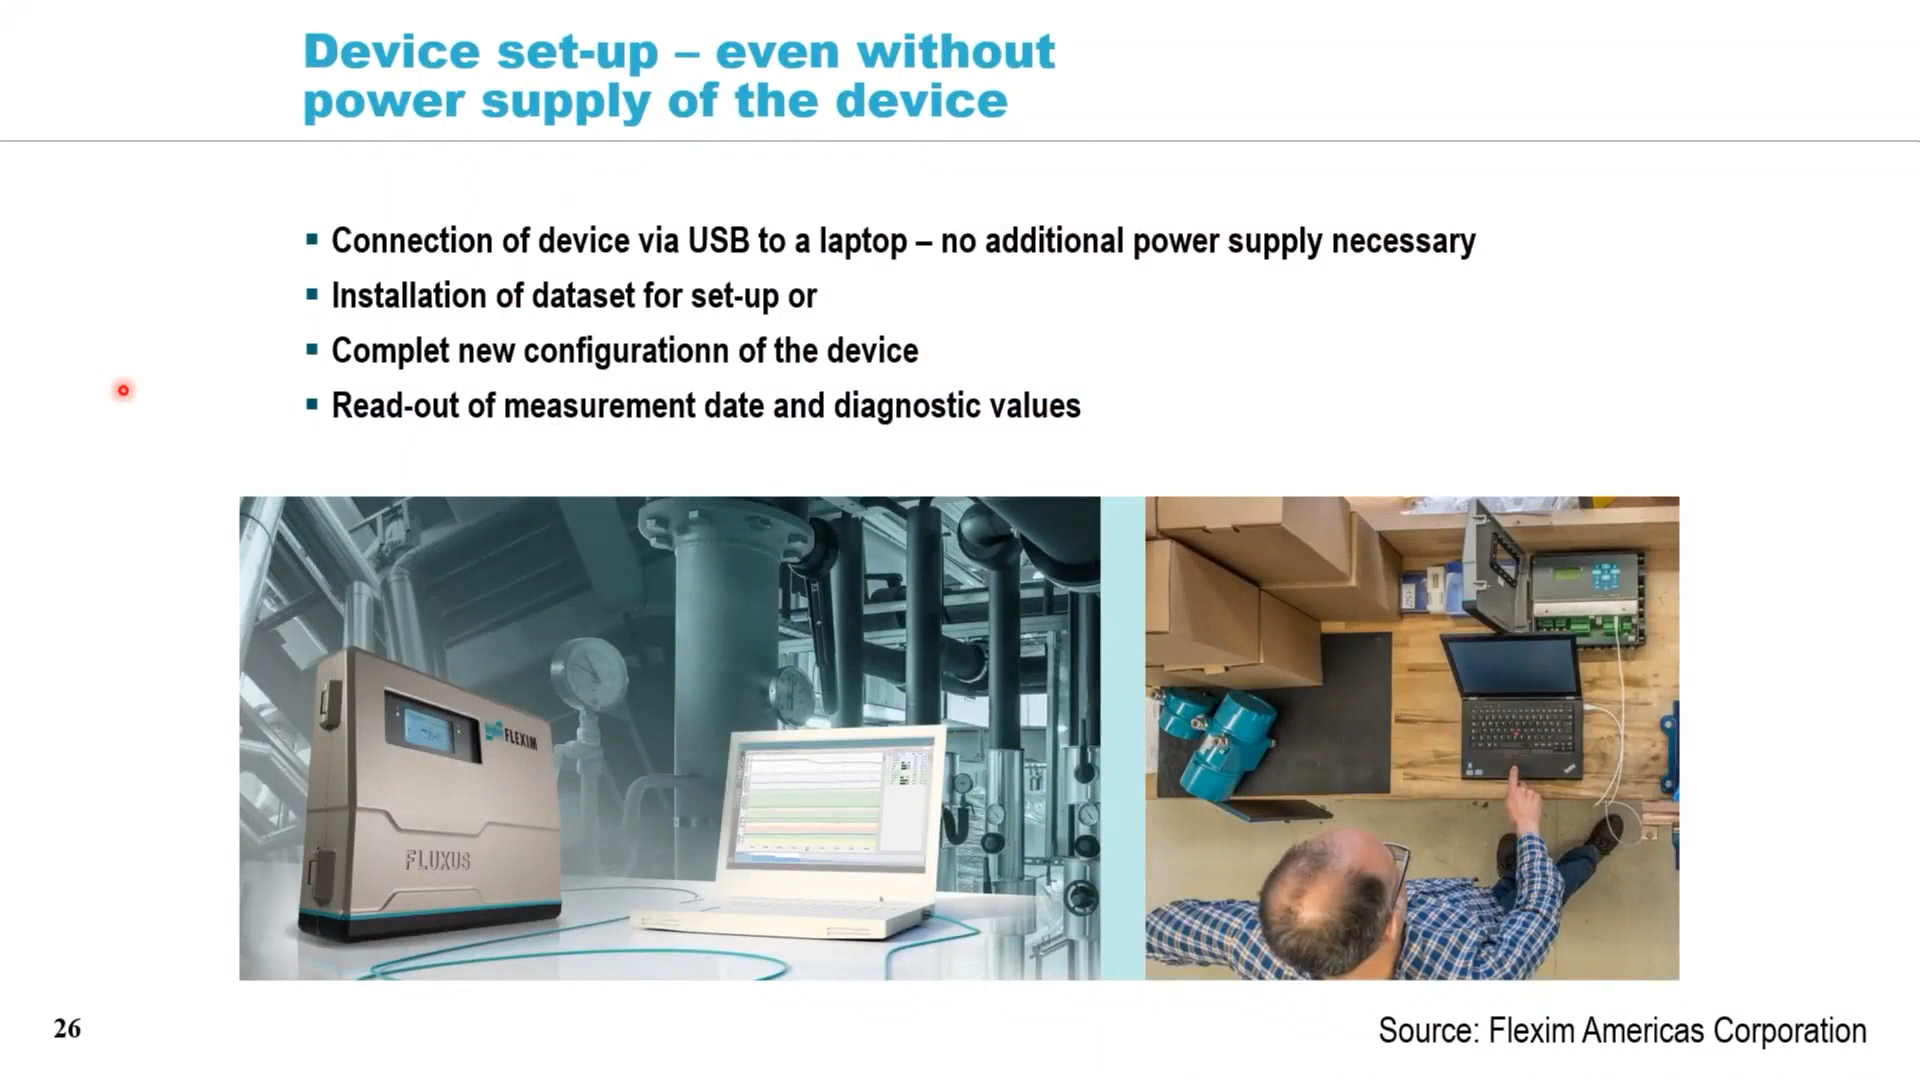 Device set-up – even without
power supply of the device
▪ Connection of device via USB to a laptop – no additional power supply necessary
▪ Installation of dataset for set-up or
▪ Complet new configurationn of the device
▪ Read-out of measurement date and diagnostic values
FLEXIM
FLUXUS
26
Source: Flexim Americas Corporation